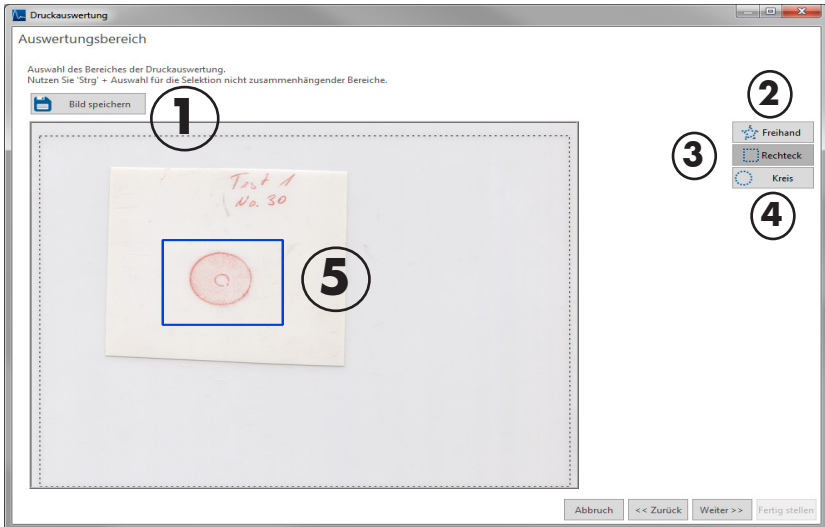 Druckauswertung
Auswertungsbereich
Auswahl des Bereiches der Druckauswertung.
Nutzen Sie 'Strg' + Auswahl für die Selektion nicht zusammenhängender Bereiche.
Bild speichern
1
2
Freihand
3
Rechteck
Kreis
4
Test 1
No. 30
5
Abbruch
<< Zurück
Weiter >>
Fertig stellen